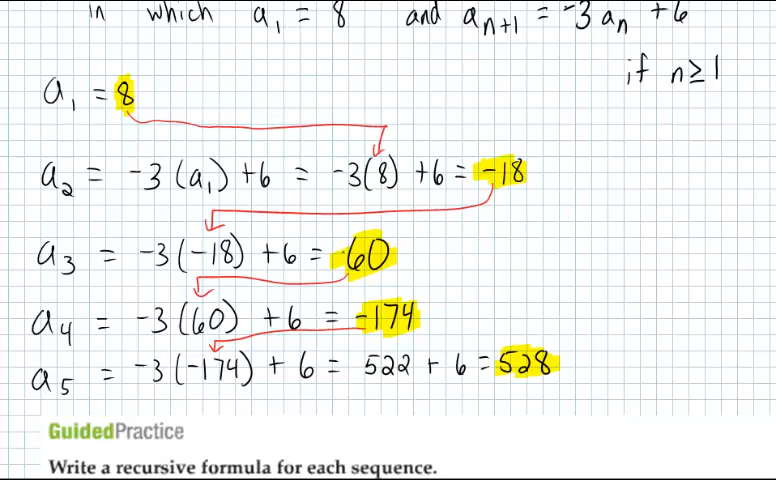 in which a₁ = 8 and aₙ₊₁ = -3aₙ + 6
if n ≥ 1
a₁ = 8
a₂ = -3(a₁) + 6 = -3(8) + 6 = -18
a₃ = -3(-18) + 6 = 60
a₄ = -3(60) + 6 = -174
a₅ = -3(-174) + 6 = 522 + 6 = 528
GuidedPractice
Write a recursive formula for each sequence.